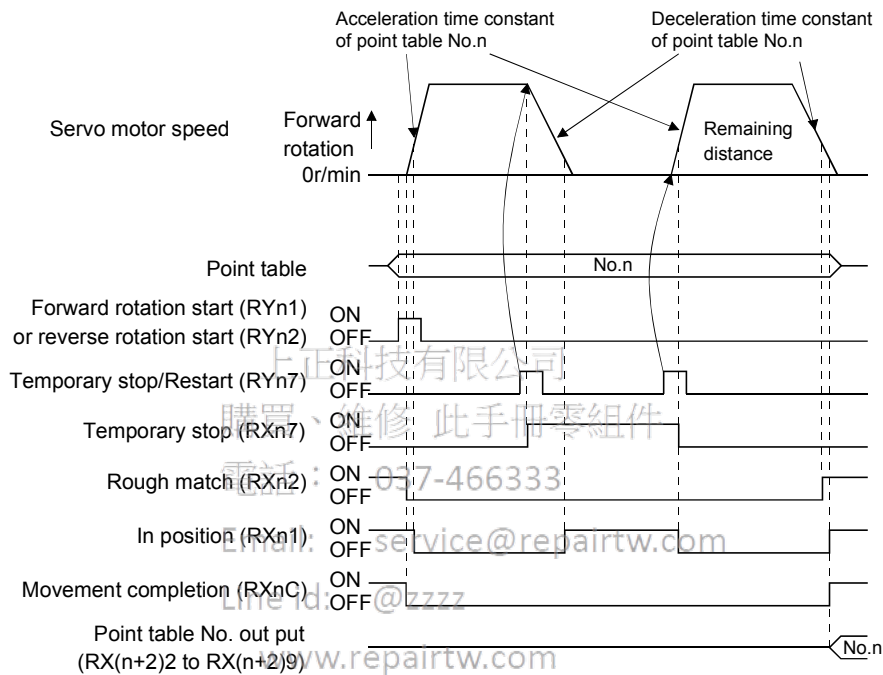 Acceleration time constant
of point table No.n
Deceleration time constant
of point table No.n
Servo motor speed
Forward
rotation
0r/min
Remaining
distance
Point table
No.n
Forward rotation start (RYn1)
or reverse rotation start (RYn2)
ON
OFF
上正科技有限公司
Temporary stop/Restart (RYn7)
ON
OFF
購買、維修 此手冊零組件
Temporary stop (RXn7)
ON
OFF
電話: 037-466333
Rough match (RXn2)
ON
OFF
In position (RXn1)
ON
OFF
Email: service@repairtw.com
Movement completion (RXnC)
ON
OFF
Line id: @zzzz
Point table No. out put
(RX(n+2)2 to RX(n+2)9)
No.n
www.repairtw.com